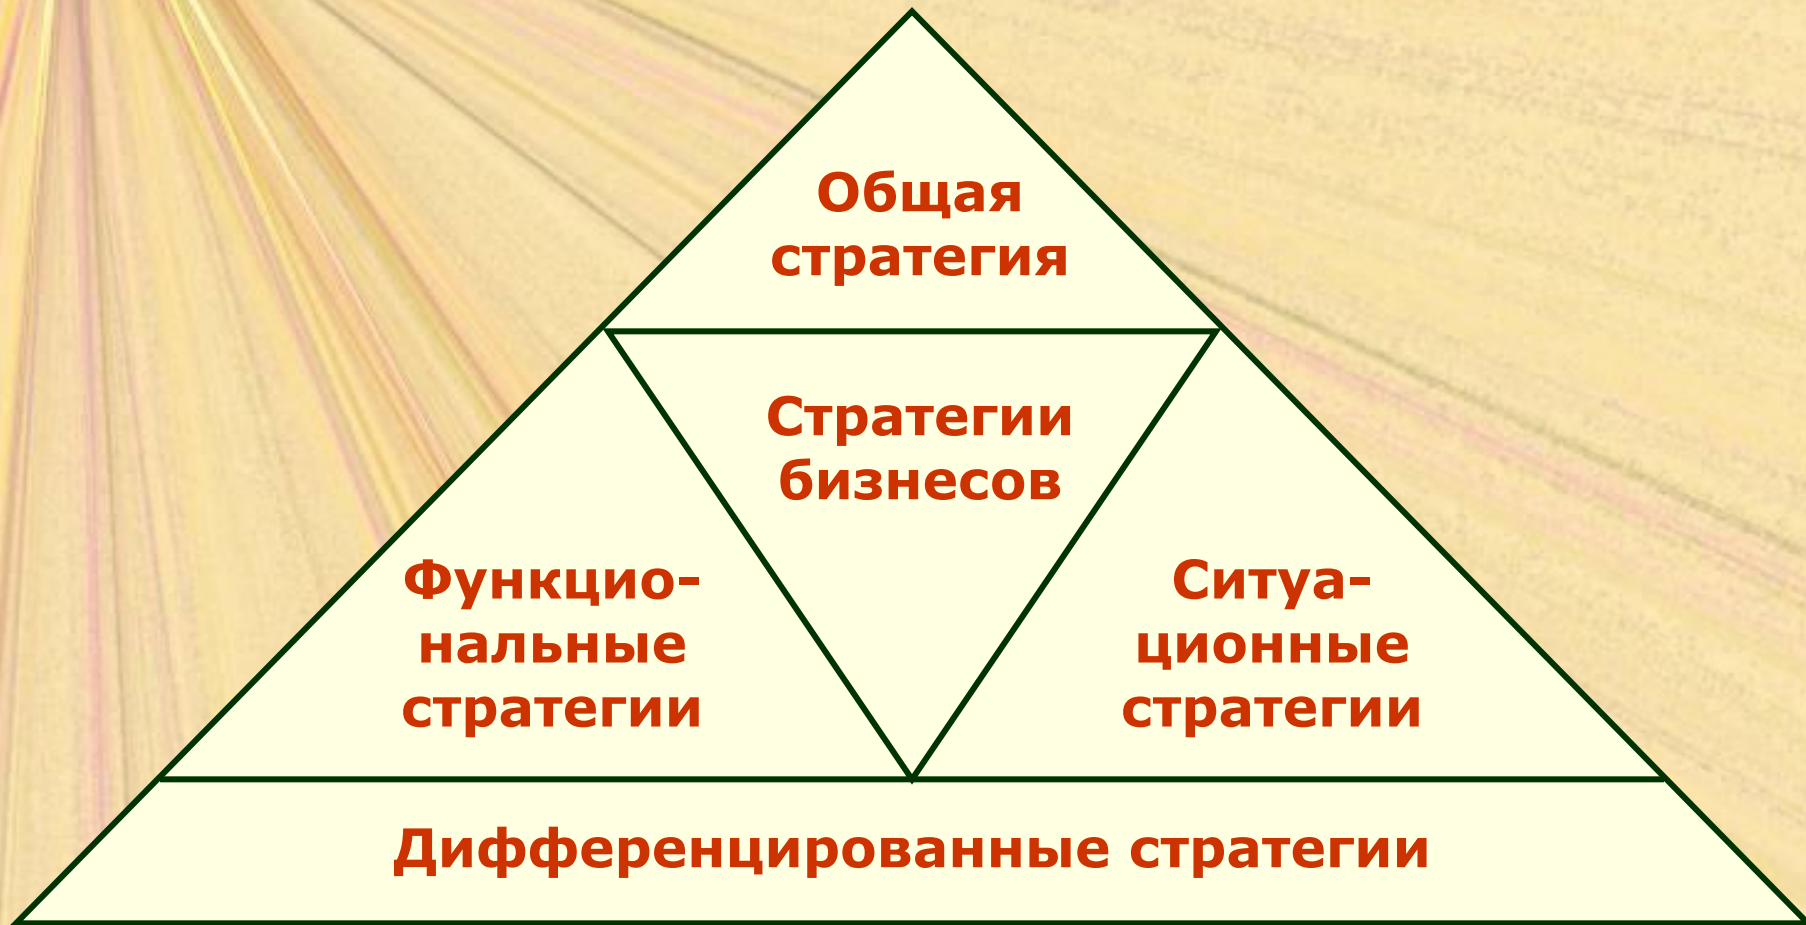 Общая
стратегия
Стратегии
бизнесов
Функцио-
нальные
стратегии
Ситуа-
ционные
стратегии
Дифференцированные стратегии